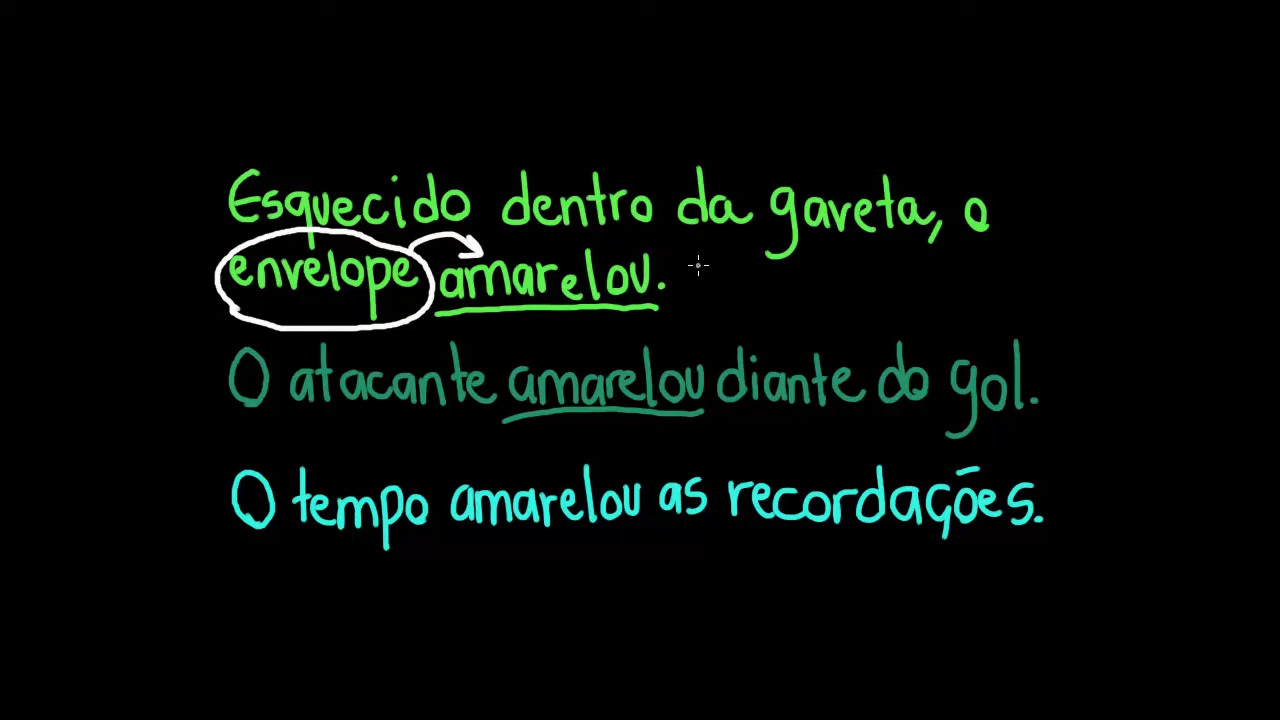 Esquecido dentro da gaveta, o
envelope amarelou.
O atacante amarelou diante do gol.
O tempo amarelou as recordações.